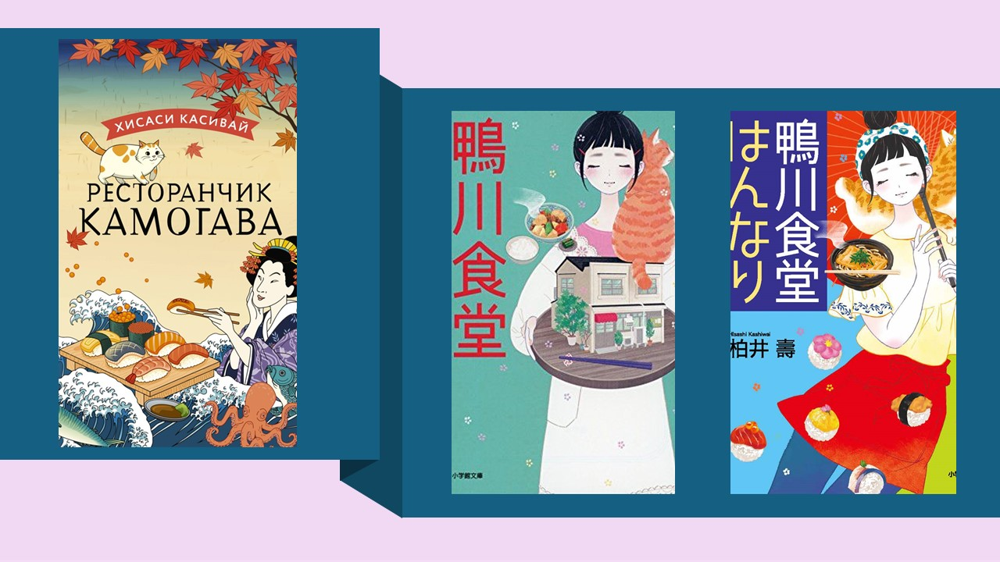 ХИСАСИ КАСИВАЙ
РЕСТОРАНЧИК
КАМОГАВА
鴨川食堂
小学館文庫
鴨川食堂
はんなり
Hisashi Kashiwai
柏井 壽
小